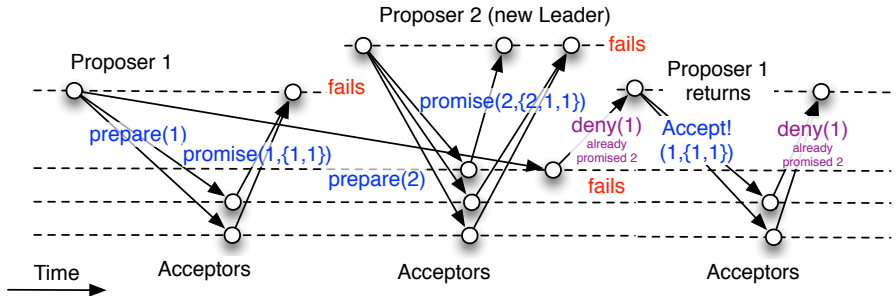 Proposer 2 (new Leader)
fails
Proposer 1
fails
Proposer 1
returns
promise(2,{2,1,1})
prepare(1)
promise(1,{1,1})
deny(1)
already
promised 2
Accept!
(1,{1,1})
deny(1)
already
promised 2
prepare(2)
fails
Time
Acceptors
Acceptors
Acceptors